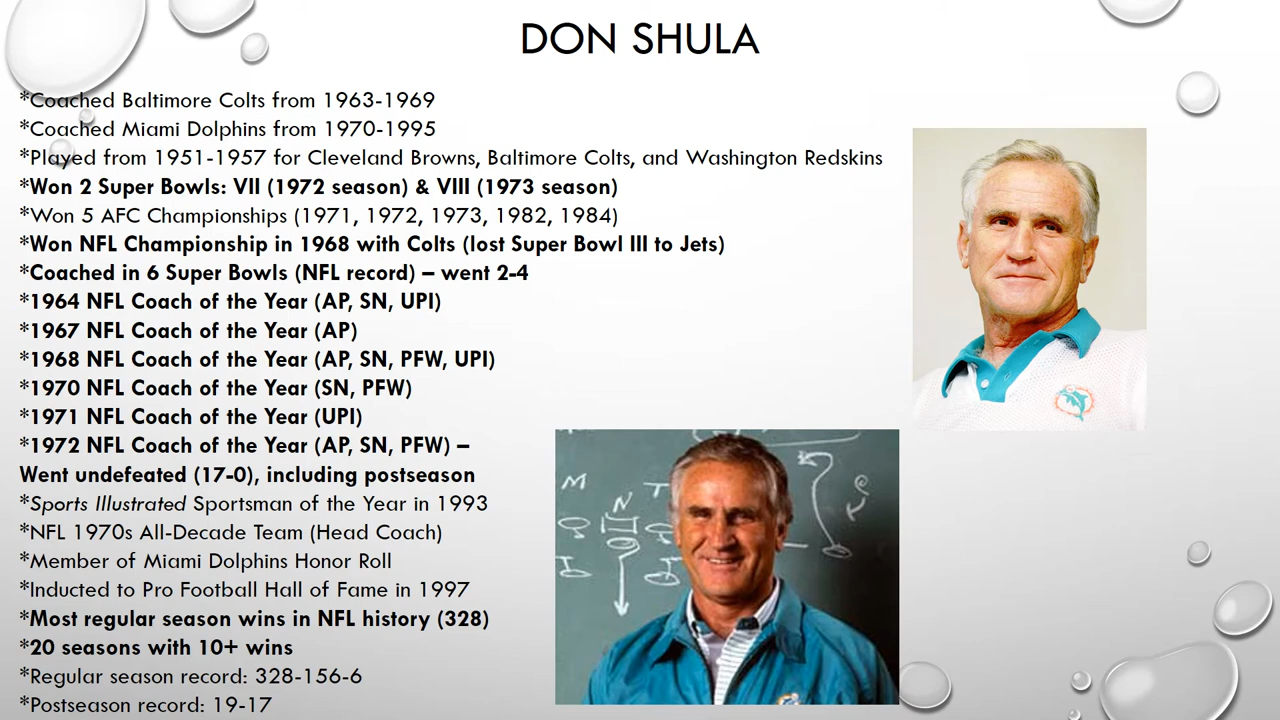 DON SHULA
*Coached Baltimore Colts from 1963-1969
*Coached Miami Dolphins from 1970-1995
*Played from 1951-1957 for Cleveland Browns, Baltimore Colts, and Washington Redskins
*Won 2 Super Bowls: VII (1972 season) & VIII (1973 season)
*Won 5 AFC Championships (1971, 1972, 1973, 1982, 1984)
*Won NFL Championship in 1968 with Colts (lost Super Bowl III to Jets)
*Coached in 6 Super Bowls (NFL record) – went 2-4
*1964 NFL Coach of the Year (AP, SN, UPI)
*1967 NFL Coach of the Year (AP)
*1968 NFL Coach of the Year (AP, SN, PFW, UPI)
*1970 NFL Coach of the Year (SN, PFW)
*1971 NFL Coach of the Year (UPI)
*1972 NFL Coach of the Year (AP, SN, PFW) –
Went undefeated (17-0), including postseason
*Sports Illustrated Sportsman of the Year in 1993
*NFL 1970s All-Decade Team (Head Coach)
*Member of Miami Dolphins Honor Roll
*Inducted to Pro Football Hall of Fame in 1997
*Most regular season wins in NFL history (328)
*20 seasons with 10+ wins
*Regular season record: 328-156-6
*Postseason record: 19-17
M
N
T